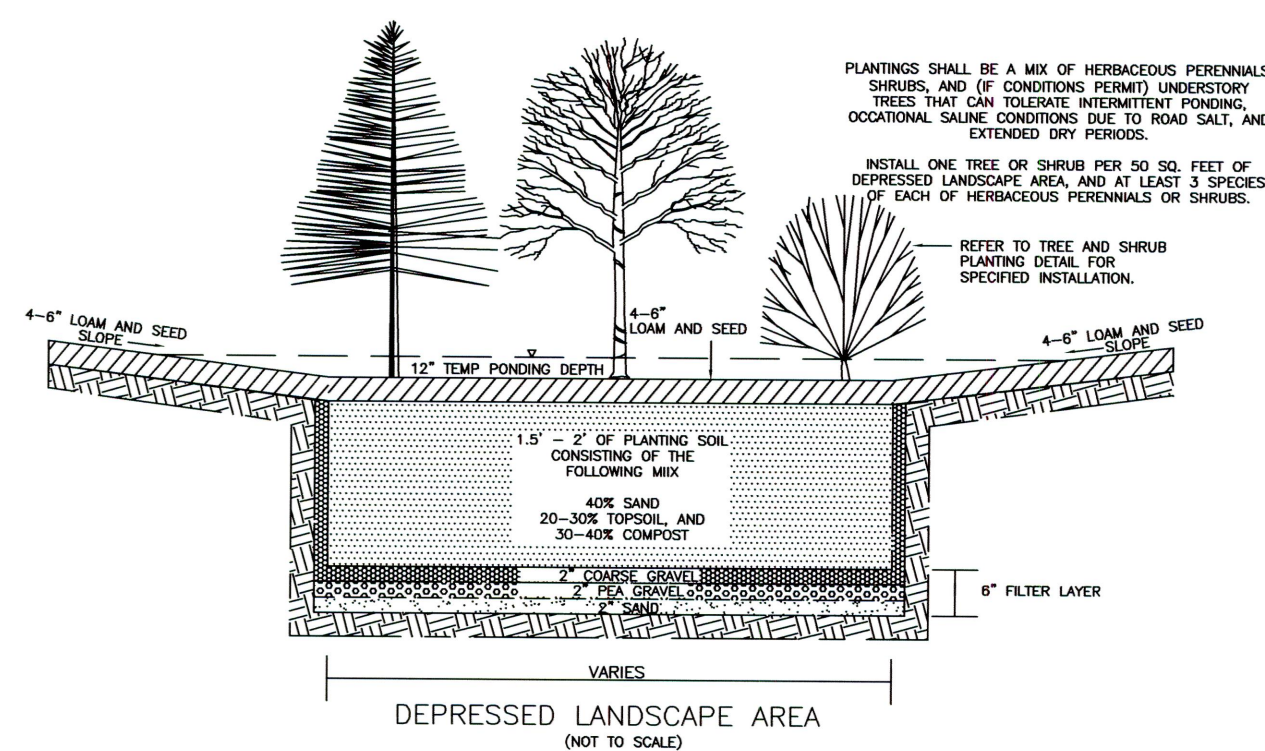 PLANTINGS SHALL BE A MIX OF HERBACEOUS PERENNIALS
SHRUBS, AND (IF CONDITIONS PERMIT) UNDERSTORY
TREES THAT CAN TOLERATE INTERMITTENT PONDING,
OCCATIONAL SALINE CONDITIONS DUE TO ROAD SALT, AND
EXTENDED DRY PERIODS.
INSTALL ONE TREE OR SHRUB PER 50 SQ. FEET OF
DEPRESSED LANDSCAPE AREA, AND AT LEAST 3 SPECIES
OF EACH OF HERBACEOUS PERENNIALS OR SHRUBS.
REFER TO TREE AND SHRUB
PLANTING DETAIL FOR
SPECIFIED INSTALLATION.
4-6" LOAM AND SEED
SLOPE
4-6"
LOAM AND SEED
4-6" LOAM AND SEED
SLOPE
12" TEMP PONDING DEPTH
1.5' - 2' OF PLANTING SOIL
CONSISTING OF THE
FOLLOWING MIIX
40% SAND
20-30% TOPSOIL, AND
30-40% COMPOST
2" COARSE GRAVEL
2" PEA GRAVEL
2" SAND
6" FILTER LAYER
VARIES
DEPRESSED LANDSCAPE AREA
(NOT TO SCALE)